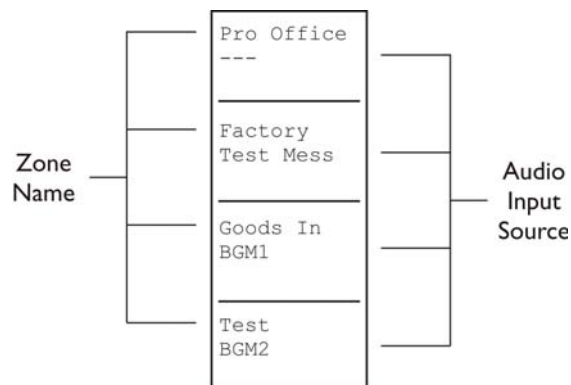 Zone
Name
Pro Office
---
Factory
Test Mess
Goods In
BGM1
Test
BGM2
Audio
Input
Source